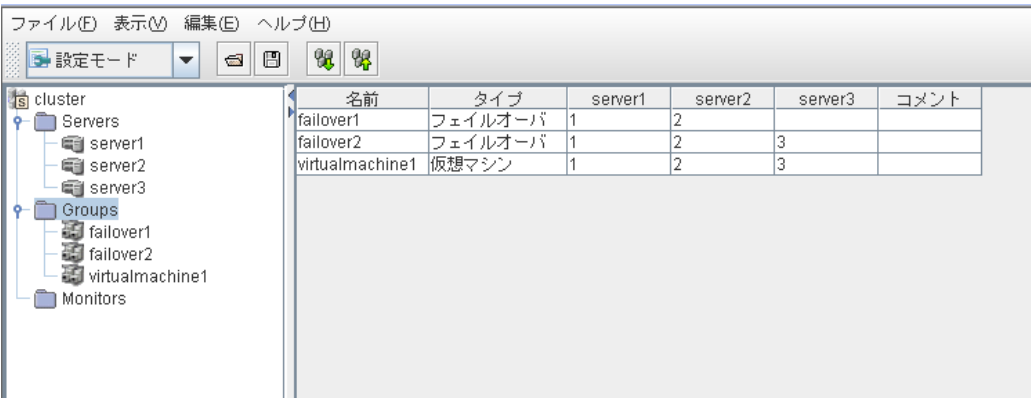 ファイル(F) 表示(V) 編集(E) ヘルプ(H)
設定モード
cluster
Servers
server1
server2
server3
Groups
failover1
failover2
virtualmachine1
Monitors
名前 タイプ server1 server2 server3 コメント
failover1 フェイルオーバ 1 2
failover2 フェイルオーバ 1 2 3
virtualmachine1 仮想マシン 1 2 3